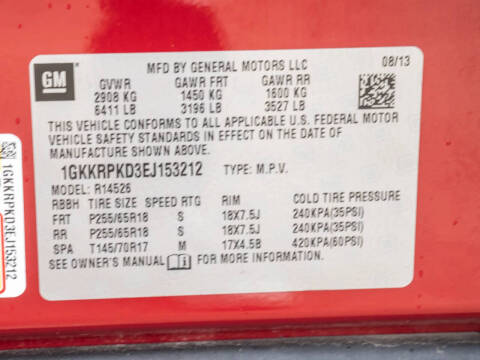 MFD BY GENERAL MOTORS LLC 08/13
GM
GVWR GAWR FRT GAWR RR
2908 KG 1450 KG 1600 KG
6411 LB 3196 LB 3527 LB
THIS VEHICLE CONFORMS TO ALL APPLICABLE U.S. FEDERAL MOTOR
VEHICLE SAFETY STANDARDS IN EFFECT ON THE DATE OF
MANUFACTURE SHOWN ABOVE.
1GKKRPKD3EJ153212 TYPE: M.P.V.
MODEL: R14526
RBBH TIRE SIZE SPEED RTG RIM COLD TIRE PRESSURE
FRT P255/65R18 S 18X7.5J 240KPA(35PSI)
RR P255/65R18 S 18X7.5J 240KPA(35PSI)
SPA T145/70R17 M 17X4.5B 420KPA(60PSI)
SEE OWNER'S MANUAL FOR MORE INFORMATION
1GKKRPKD3EJ153212